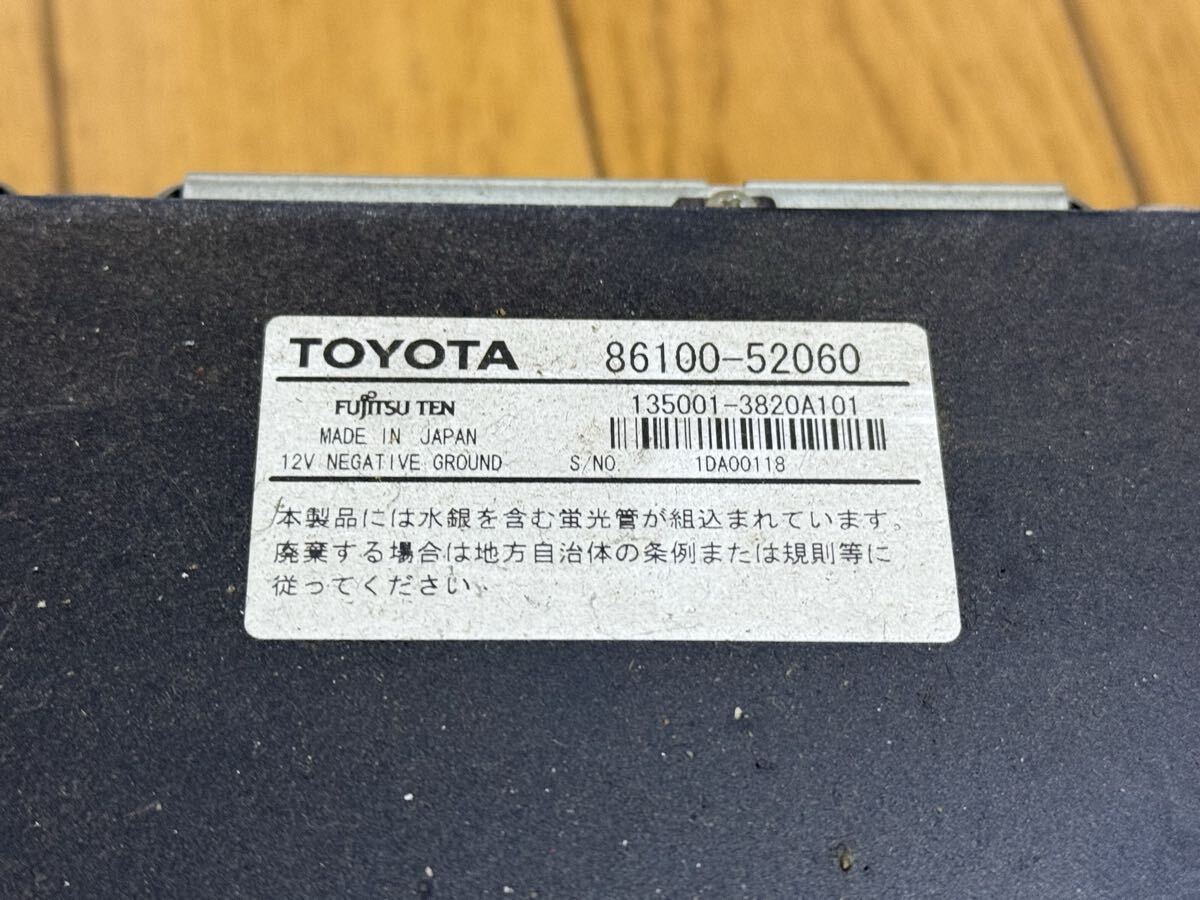 TOYOTA 86100-52060
FUJITSU TEN 135001-3820A101
MADE IN JAPAN
12V NEGATIVE GROUND S/NO. 1DA00118
本製品には水銀を含む蛍光管が組込まれています。
廃棄する場合は地方自治体の条例または規則等に
従ってください。